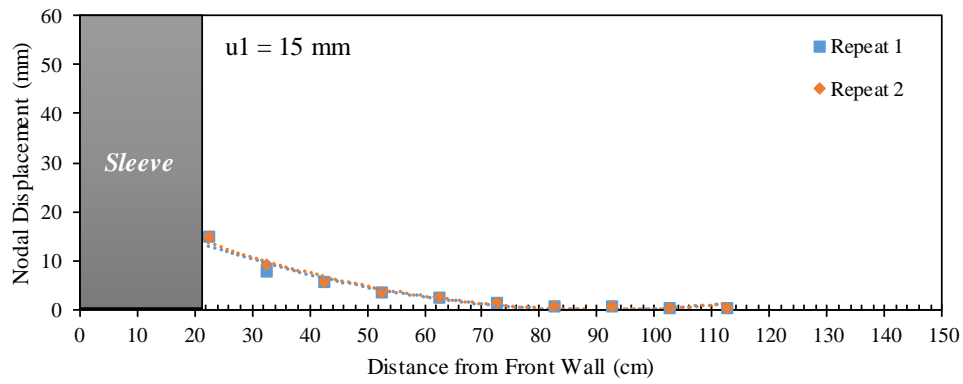 60
50
40
30
20
10
0
Nodal Displacement (mm)
Sleeve
u1 = 15 mm
Repeat 1
Repeat 2
0 10 20 30 40 50 60 70 80 90 100 110 120 130 140 150
Distance from Front Wall (cm)